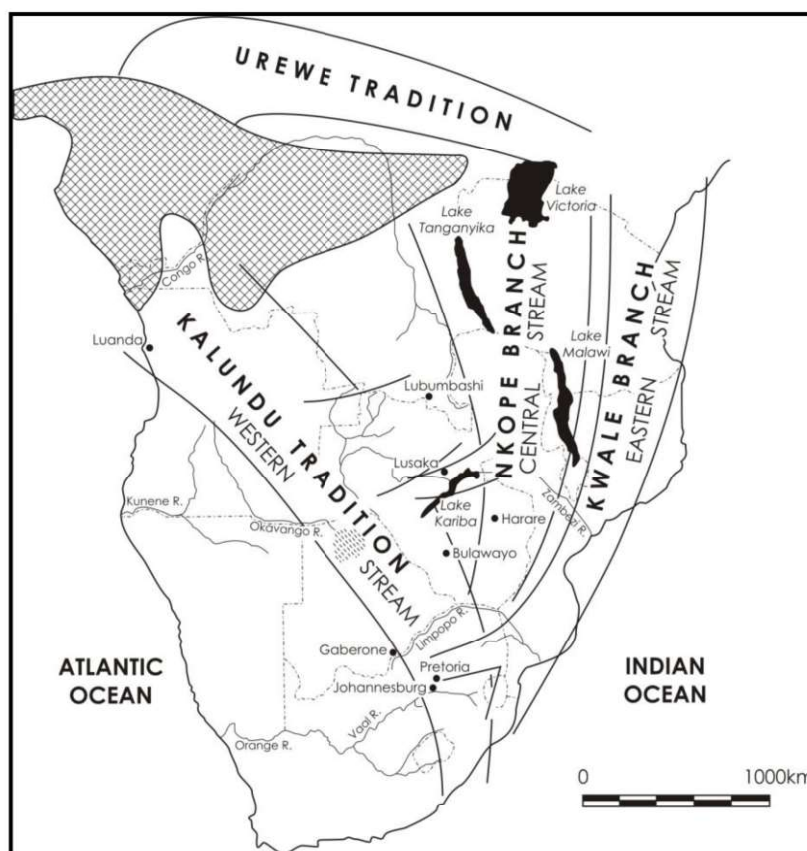 UREWE TRADITION
Lake
Victoria
Lake
Tanganyika
Congo R.
NKOPE BRANCH
CENTRAL STREAM
KWALE BRANCH
EASTERN STREAM
Luanda
KALUNDU TRADITION
WESTERN STREAM
Lake
Malawi
Lubumbashi
Lusaka
Lake
Kariba
Zambezi R.
Kunene R.
Okavango R.
Harare
Bulawayo
Limpopo R.
Gaberone
ATLANTIC
OCEAN
Pretoria
Johannesburg
INDIAN
OCEAN
Vaal R.
Orange R.
0 1000km